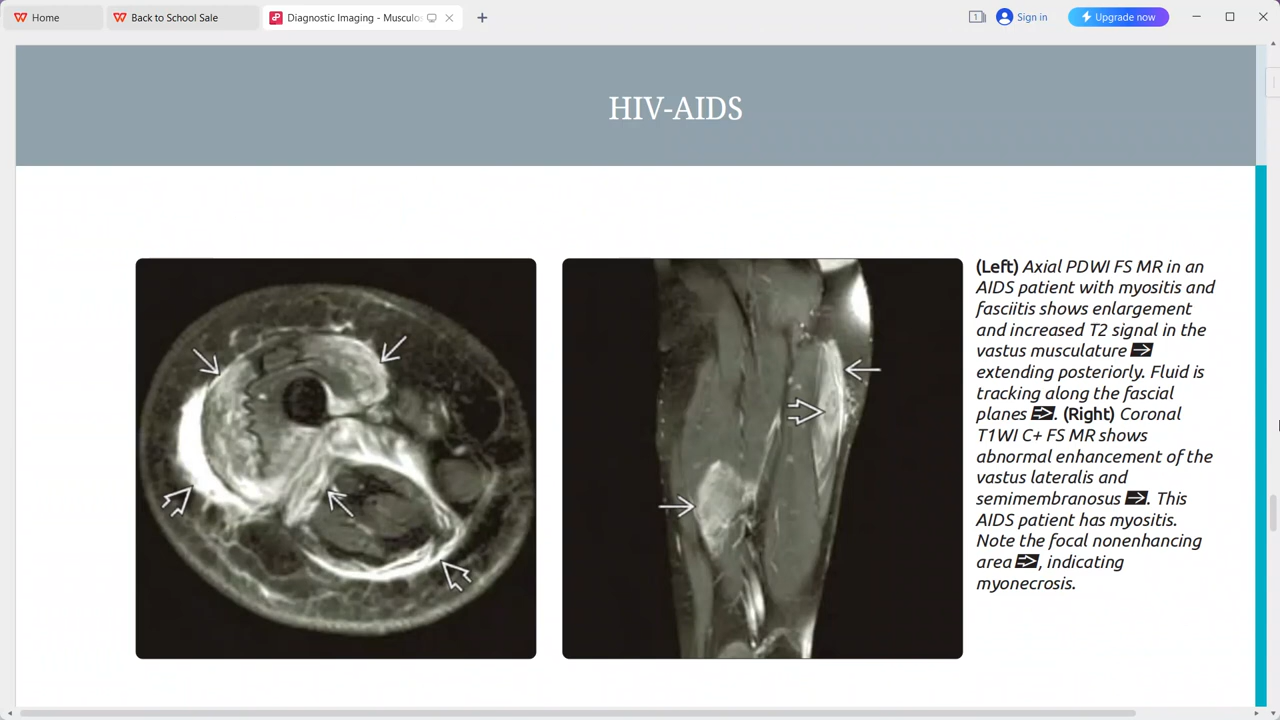 Home
Back to School Sale
Diagnostic Imaging - Musculo
1
Sign in
Upgrade now
HIV-AIDS
(Left) Axial PDWI FS MR in an
AIDS patient with myositis and
fasciitis shows enlargement
and increased T2 signal in the
vastus musculature
extending posteriorly. Fluid is
tracking along the fascial
planes . (Right) Coronal
T1WI C+ FS MR shows
abnormal enhancement of the
vastus lateralis and
semimembranosus . This
AIDS patient has myositis.
Note the focal nonenhancing
area , indicating
myonecrosis.